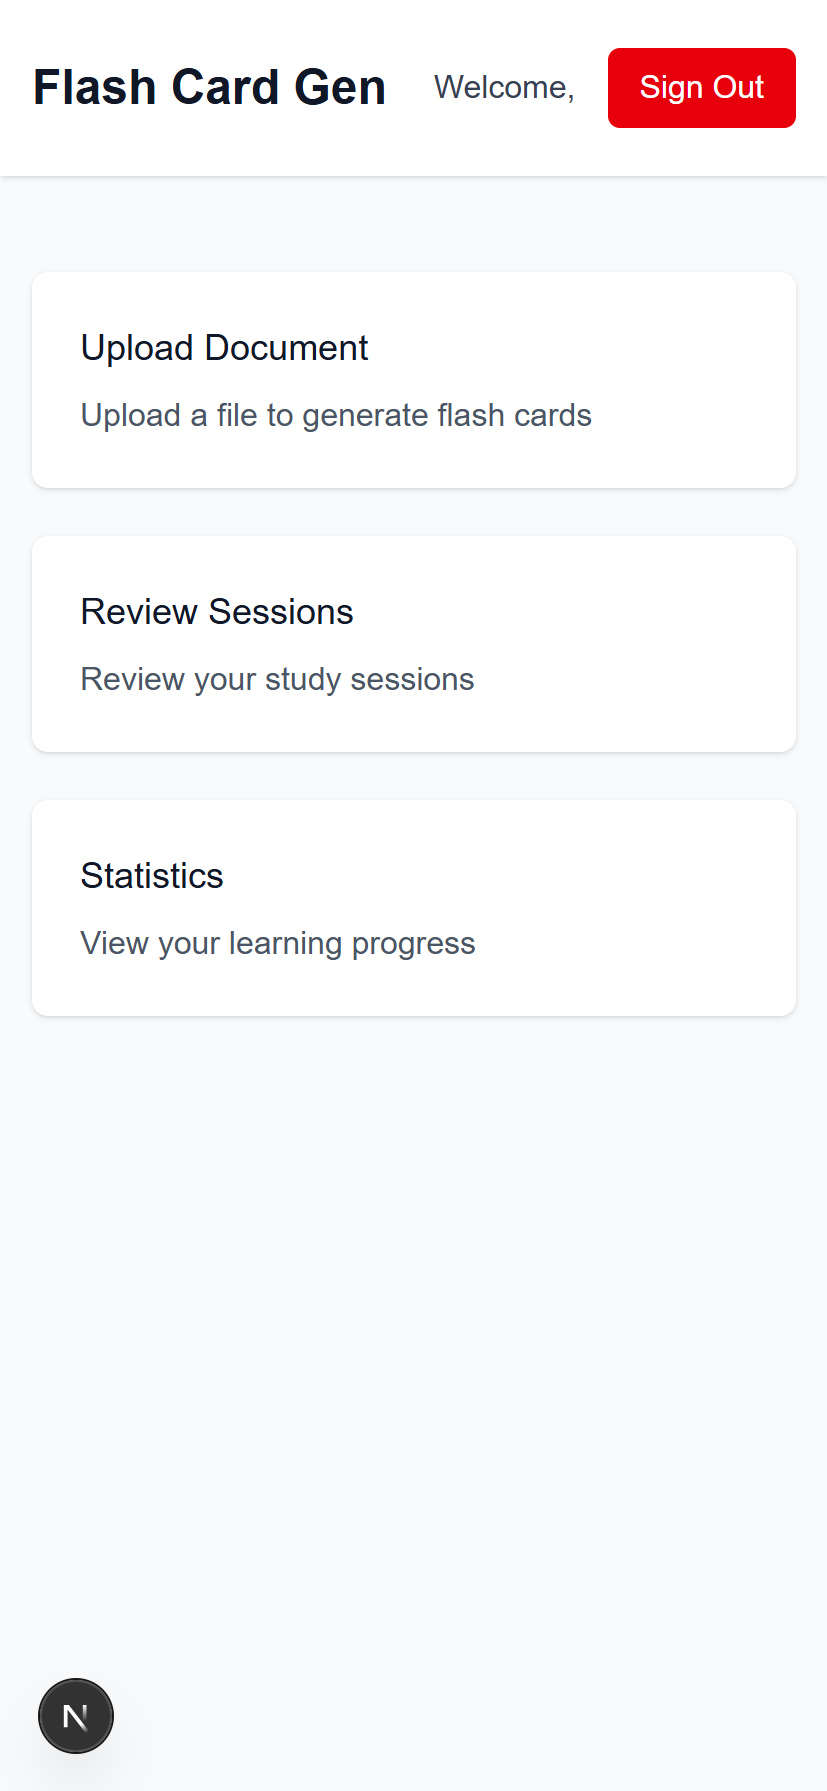 Flash Card Gen
Welcome,
Sign Out
Upload Document
Upload a file to generate flash cards
Review Sessions
Review your study sessions
Statistics
View your learning progress
N